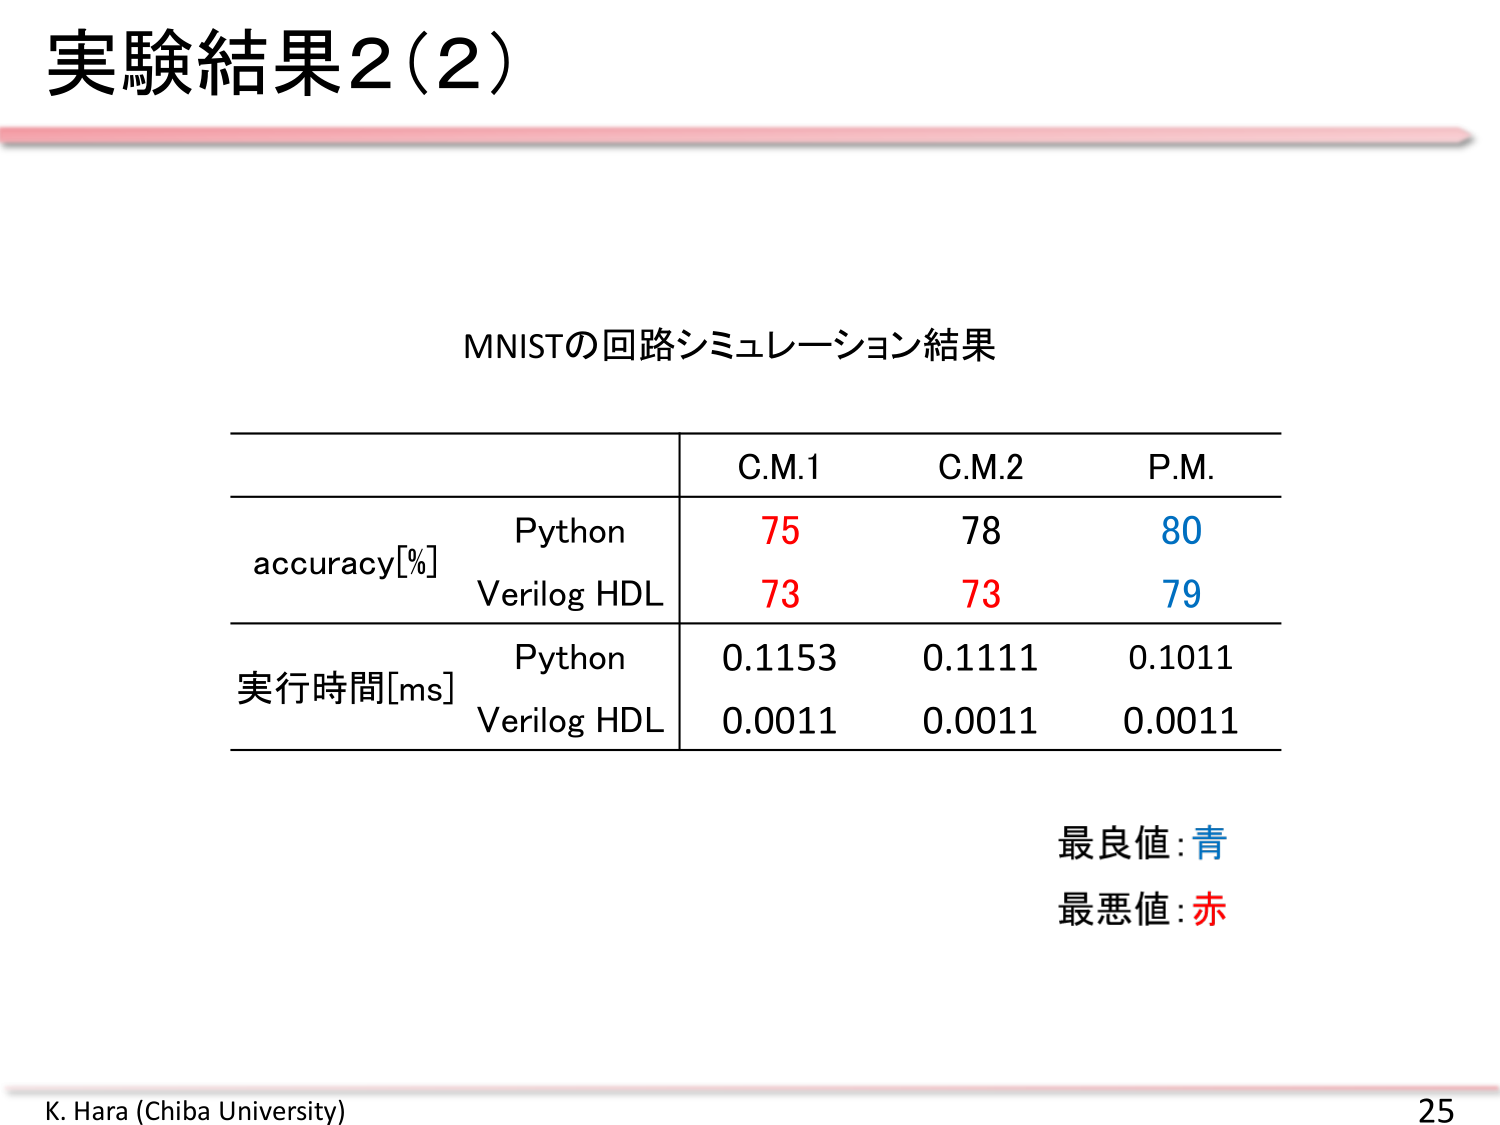 実験結果２（２）
MNISTの回路シミュレーション結果
C.M.1 C.M.2 P.M.
accuracy[%] Python 75 78 80
Verilog HDL 73 73 79
実行時間[ms] Python 0.1153 0.1111 0.1011
Verilog HDL 0.0011 0.0011 0.0011
最良値：青
最悪値：赤
K. Hara (Chiba University) 25